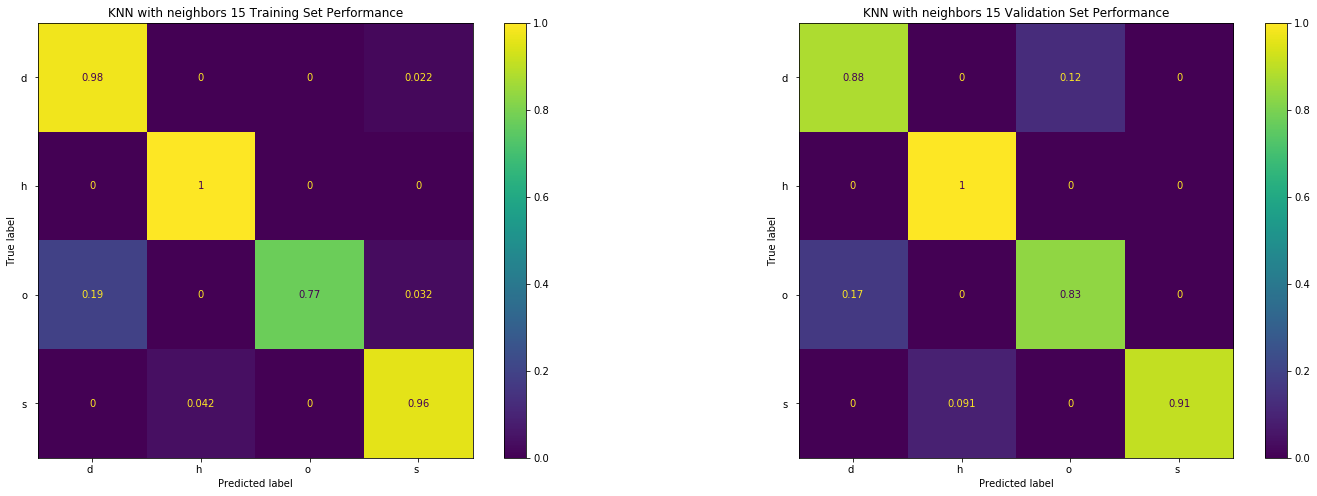 KNN with neighbors 15 Training Set Performance
1.0
d 0.98 0 0 0.022
0.8
h 0 1 0 0
0.6
True label
0.4
o 0.19 0 0.77 0.032
0.2
s 0 0.042 0 0.96
0.0
d h o s
Predicted label
KNN with neighbors 15 Validation Set Performance
1.0
d 0.88 0 0.12 0
0.8
h 0 1 0 0
0.6
True label
0.4
o 0.17 0 0.83 0
0.2
s 0 0.091 0 0.91
0.0
d h o s
Predicted label